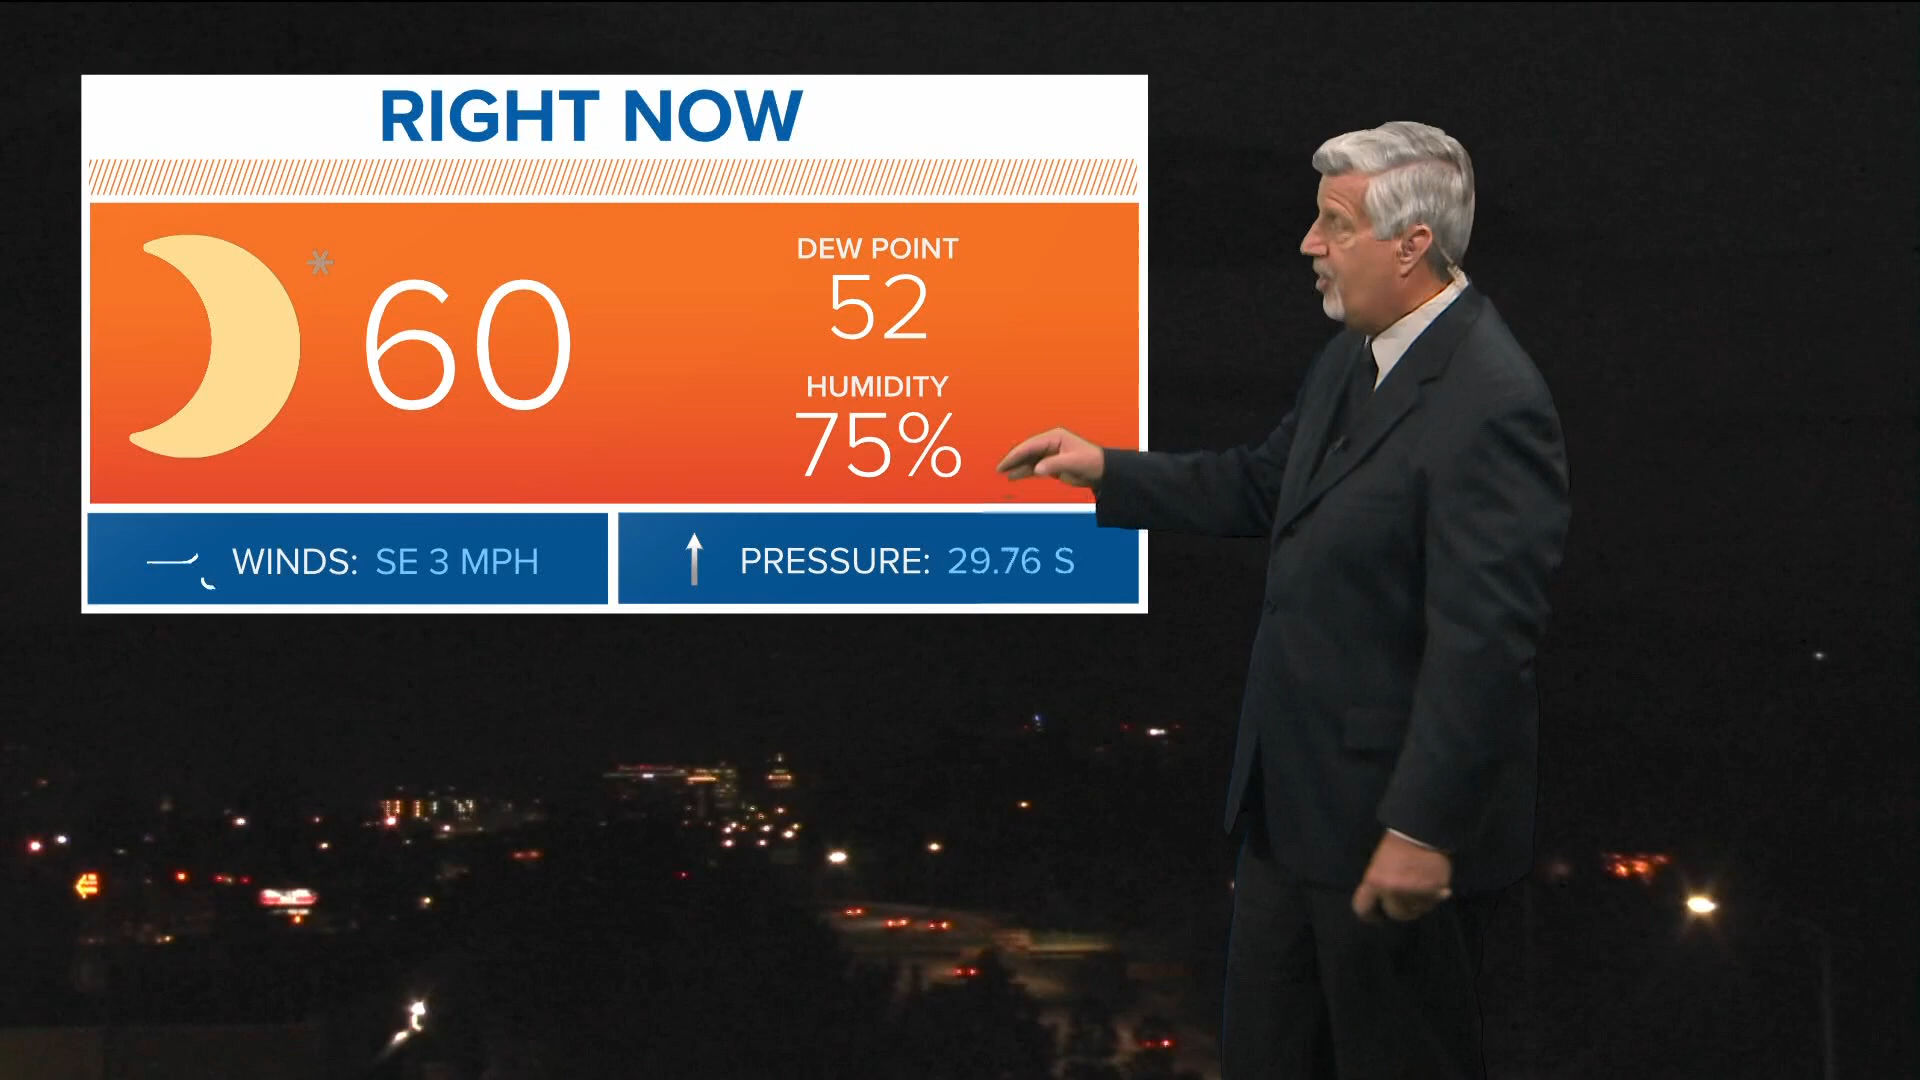 RIGHT NOW
60
DEW POINT
52
HUMIDITY
75%
WINDS: SE 3 MPH
PRESSURE: 29.76 S